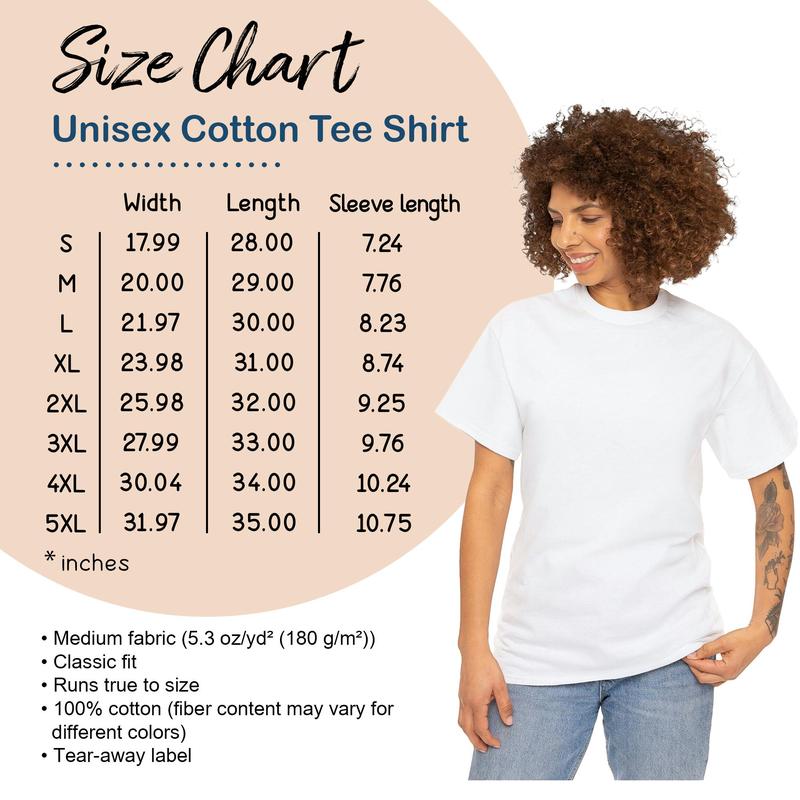 Size Chart
Unisex Cotton Tee Shirt
Width Length Sleeve length
S 17.99 28.00 7.24
M 20.00 29.00 7.76
L 21.97 30.00 8.23
XL 23.98 31.00 8.74
2XL 25.98 32.00 9.25
3XL 27.99 33.00 9.76
4XL 30.04 34.00 10.24
5XL 31.97 35.00 10.75
* inches
• Medium fabric (5.3 oz/yd² (180 g/m²))
• Classic fit
• Runs true to size
• 100% cotton (fiber content may vary for
different colors)
• Tear-away label